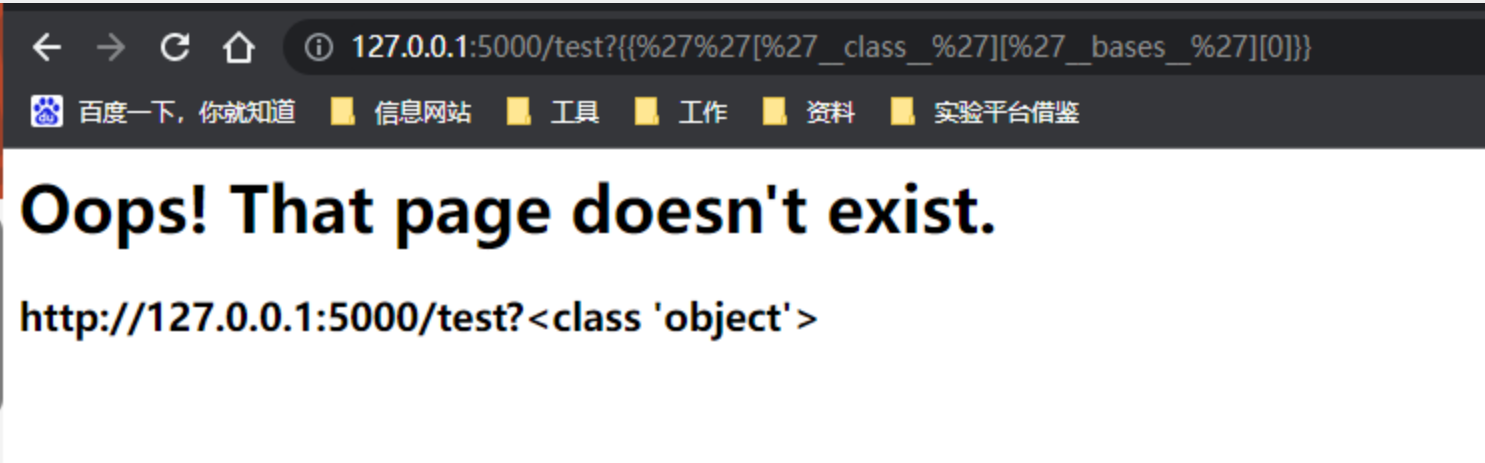 127.0.0.1:5000/test?{{%27%27[%27__class__%27][%27__bases__%27][0]}}
百度一下，你就知道 信息网站 工具 工作 资料 实验平台借鉴
Oops! That page doesn't exist.
http://127.0.0.1:5000/test?<class 'object'>